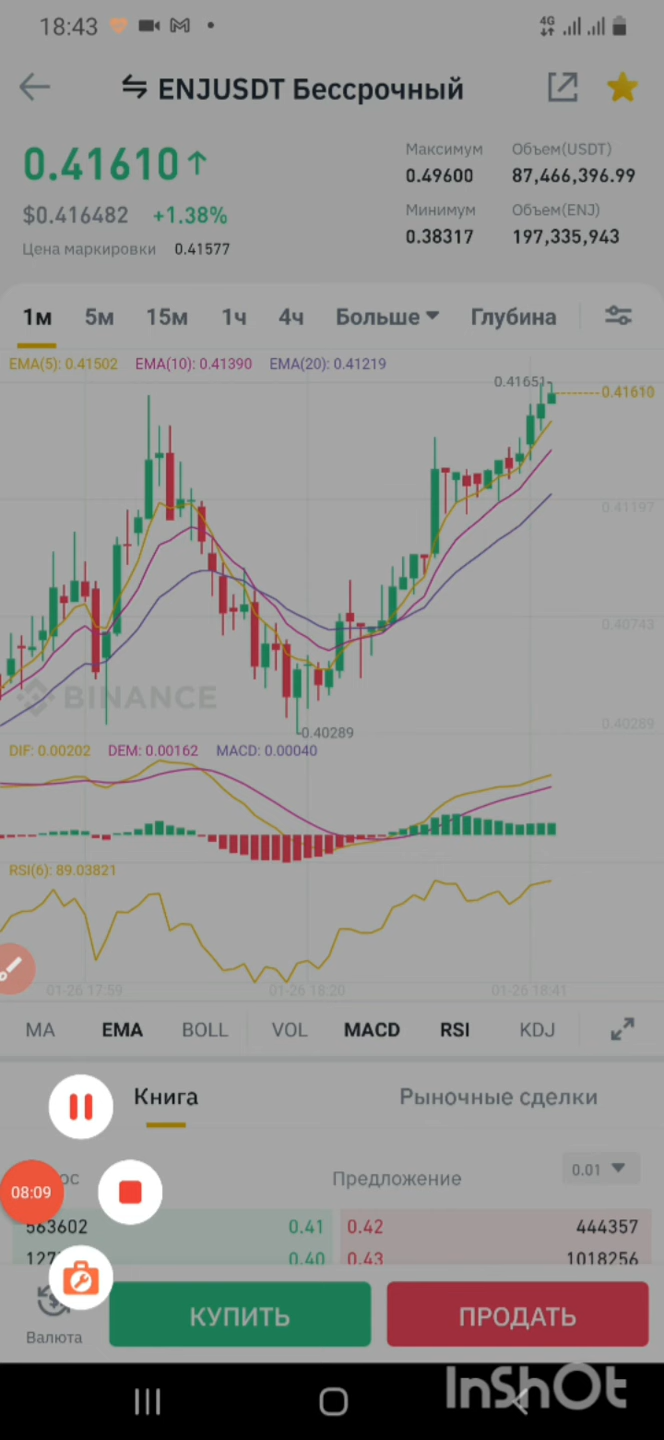 18:43
4G
ENJUSDT Бессрочный
0.41610
$0.416482 +1.38%
Цена маркировки 0.41577
Максимум Объем(USDT)
0.49600 87,466,396.99
Минимум Объем(ENJ)
0.38317 197,335,943
1м 5м 15м 1ч 4ч Больше Глубина
EMA(5): 0.41502 EMA(10): 0.41390 EMA(20): 0.41219
0.41651
0.41610
0.41197
0.40743
BINANCE
0.40289
0.40289
DIF: 0.00202 DEM: 0.00162 MACD: 0.00040
RSI(6): 89.03821
01-26 17:59 01-26 18:20 01-26 18:41
MA EMA BOLL VOL MACD RSI KDJ
Книга Рыночные сделки
ос Предложение 0.01
08:09
563602 0.41 0.42 444357
127 0.40 0.43 1018256
Валюта
КУПИТЬ ПРОДАТЬ
InShOt